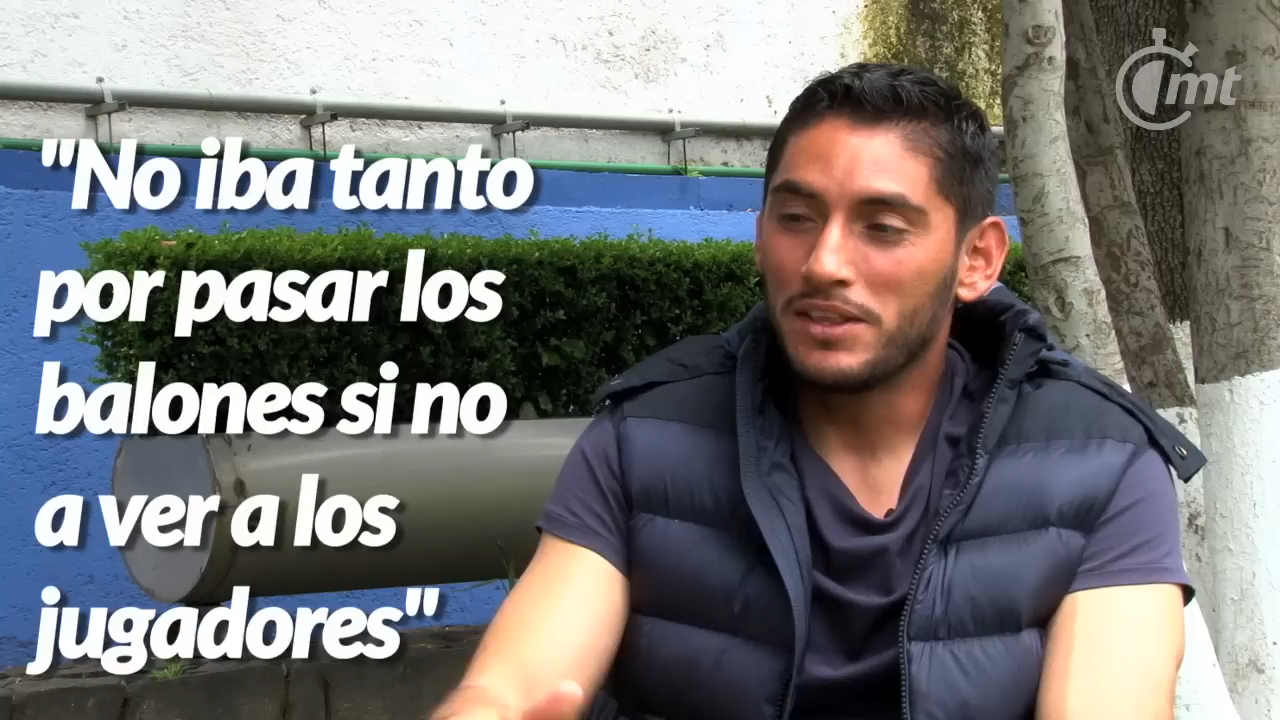 mt
"No iba tanto
por pasar los
balones si no
a ver a los
jugadores"